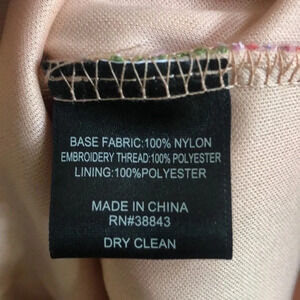 BASE FABRIC:100% NYLON
EMBROIDERY THREAD:100% POLYESTER
LINING:100%POLYESTER
MADE IN CHINA
RN#38843
DRY CLEAN